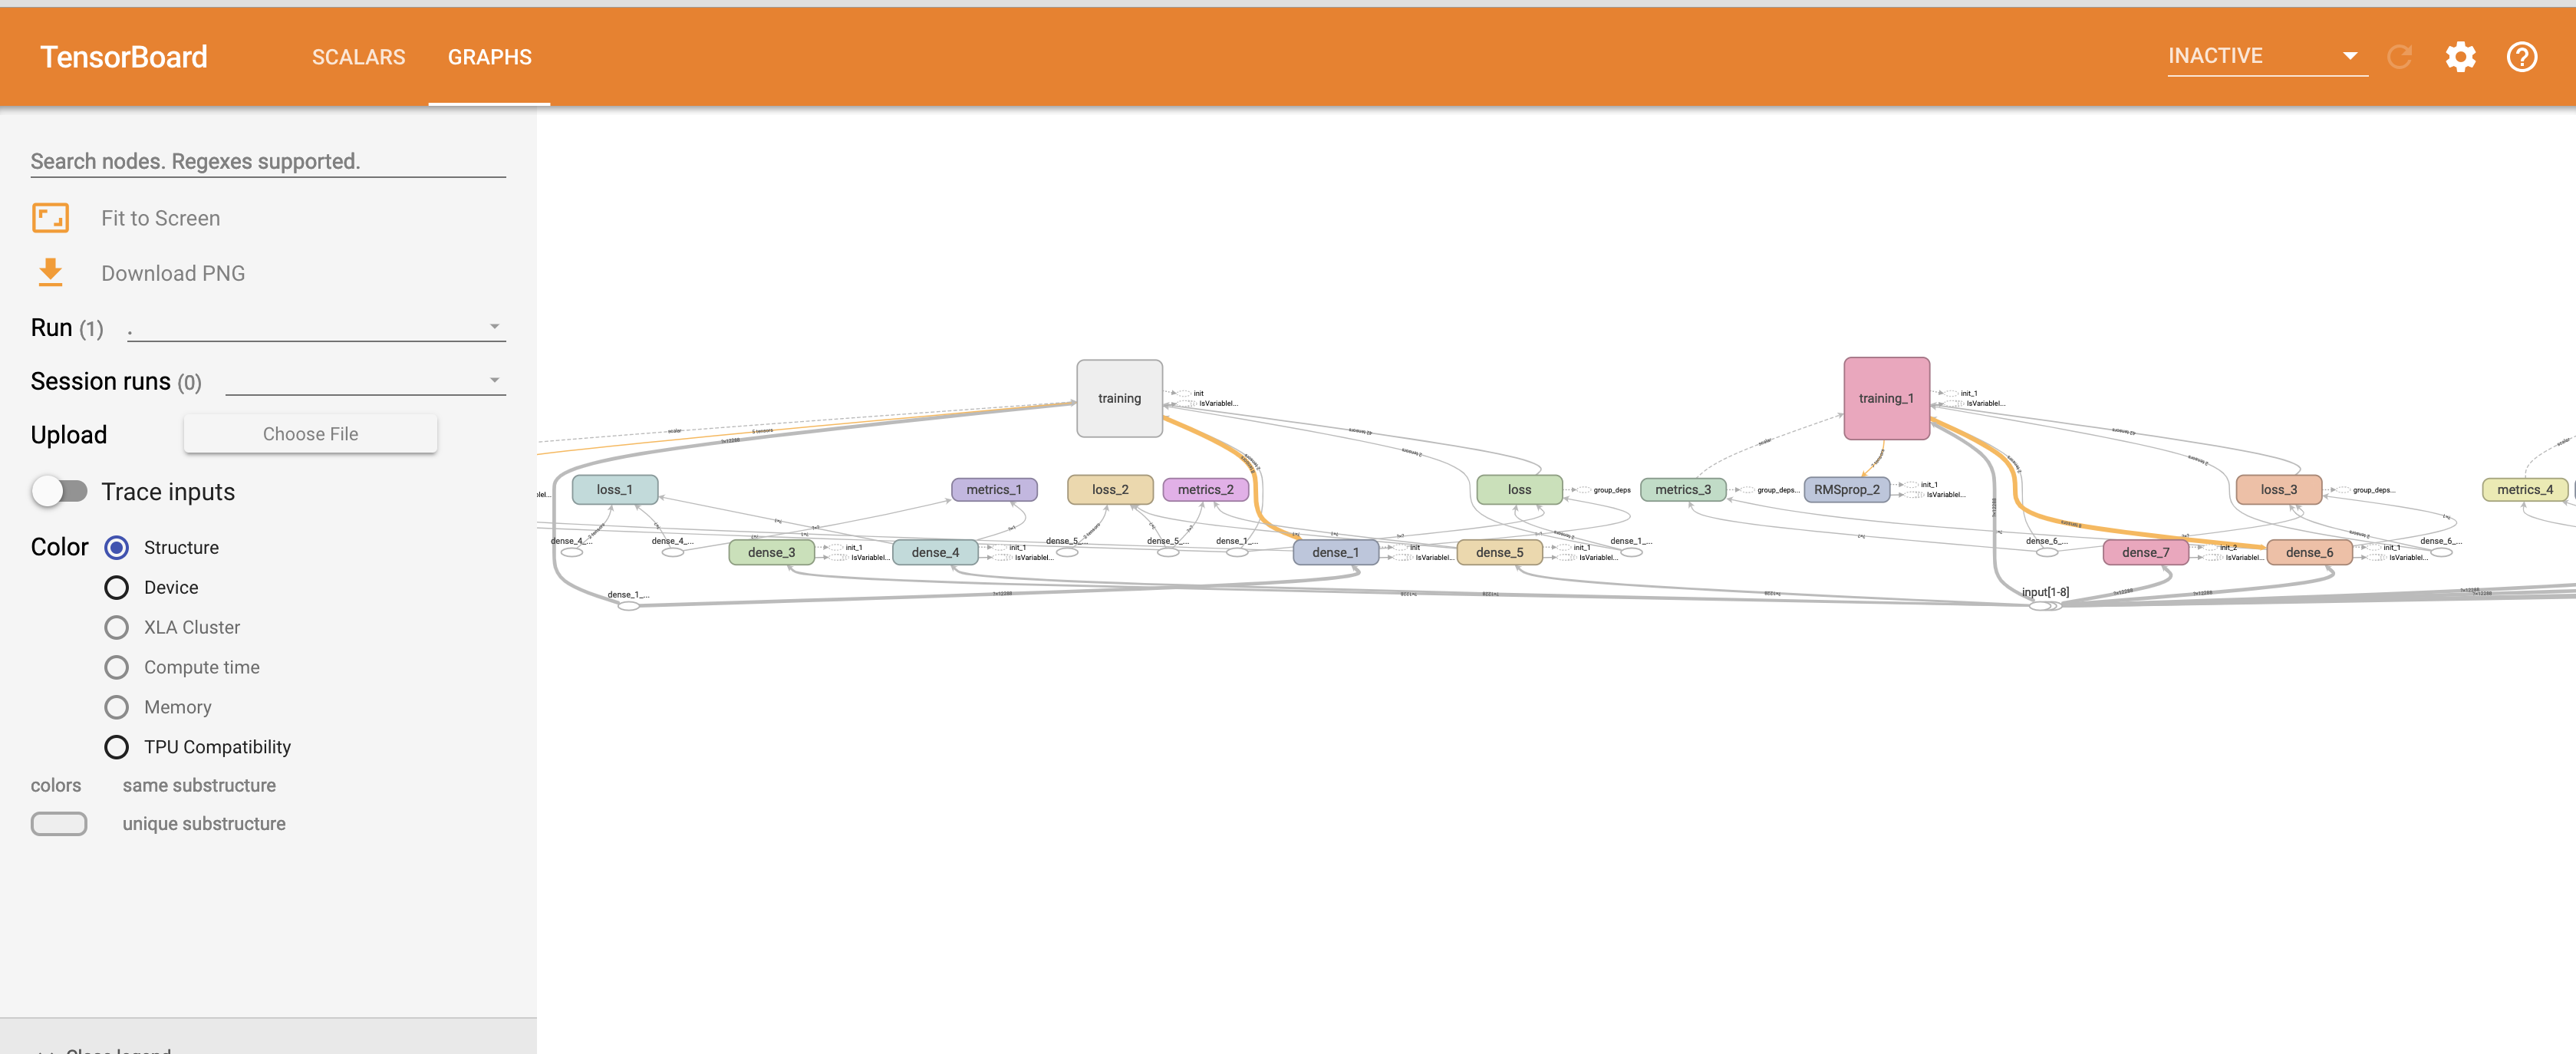 TensorBoard
SCALARS
GRAPHS
INACTIVE
Search nodes. Regexes supported.
Fit to Screen
Download PNG
Run (1) .
Session runs (0)
Upload
Choose File
Trace inputs
Color
Structure
Device
XLA Cluster
Compute time
Memory
TPU Compatibility
colors same substructure
unique substructure
training
init
IsVariableI...
training_1
init_1
IsVariableI...
loss_1
metrics_1
loss_2
metrics_2
loss
group_deps
metrics_3
group_deps...
RMSprop_2
init_1
IsVariableI...
loss_3
group_deps...
metrics_4
dense_4_...
dense_4_...
dense_3
init_1
IsVariableI...
dense_4
init_1
IsVariableI...
dense_5_...
dense_5_...
dense_1_...
dense_1
init
IsVariableI...
dense_5
init_1
IsVariableI...
dense_1_...
dense_6_...
dense_7
init_2
IsVariableI...
dense_6
init_1
IsVariableI...
dense_6_...
dense_1_...
input[1-8]